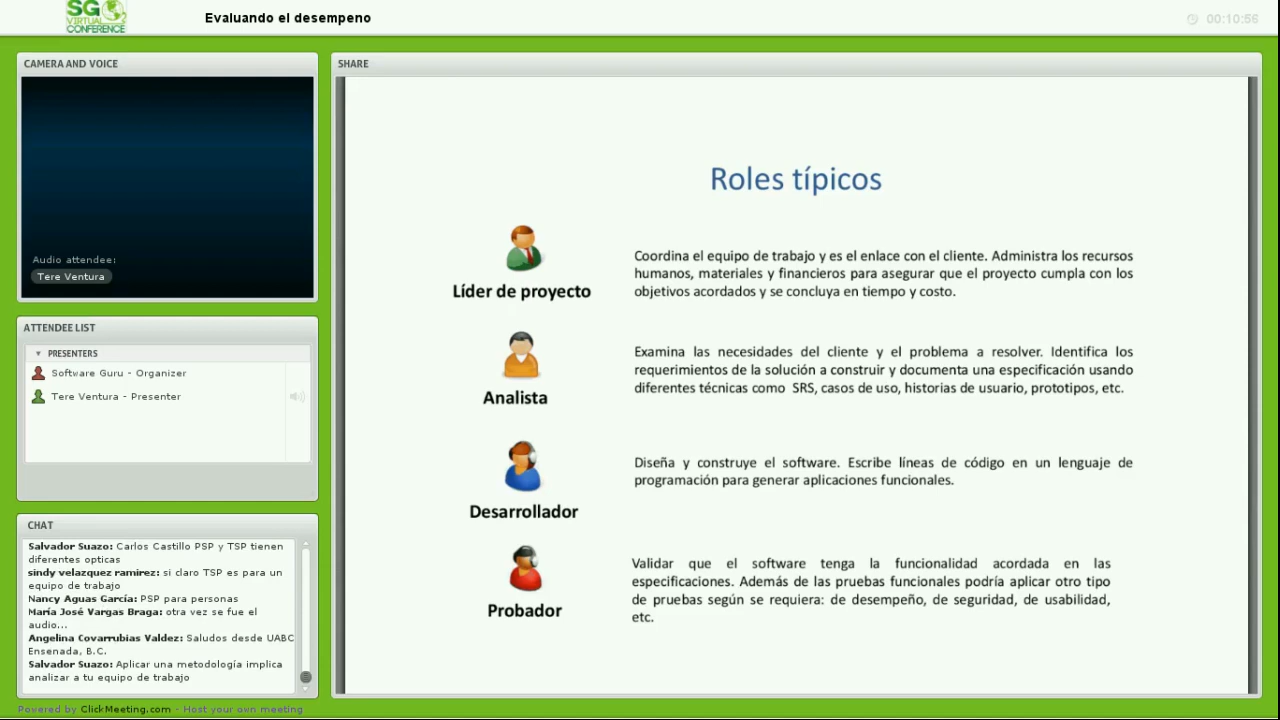 SG
VIRTUAL
CONFERENCE
Evaluando el desempeno
00:10:56
CAMERA AND VOICE
Audio attendee:
Tere Ventura
ATTENDEE LIST
PRESENTERS
Software Guru - Organizer
Tere Ventura - Presenter
CHAT
Salvador Suazo: Carlos Castillo PSP y TSP tienen
diferentes opticas
sindy velazquez ramirez: si claro TSP es para un
equipo de trabajo
Nancy Aguas García: PSP para personas
María José Vargas Braga: otra vez se fue el
audio...
Angelina Covarrubias Valdez: Saludos desde UABC
Ensenada, B.C.
Salvador Suazo: Aplicar una metodología implica
analizar a tu equipo de trabajo
Powered by ClickMeeting.com - Host your own meeting
SHARE
Roles típicos
Líder de proyecto
Coordina el equipo de trabajo y es el enlace con el cliente. Administra los recursos
humanos, materiales y financieros para asegurar que el proyecto cumpla con los
objetivos acordados y se concluya en tiempo y costo.
Analista
Examina las necesidades del cliente y el problema a resolver. Identifica los
requerimientos de la solución a construir y documenta una especificación usando
diferentes técnicas como SRS, casos de uso, historias de usuario, prototipos, etc.
Desarrollador
Diseña y construye el software. Escribe líneas de código en un lenguaje de
programación para generar aplicaciones funcionales.
Probador
Validar que el software tenga la funcionalidad acordada en las
especificaciones. Además de las pruebas funcionales podría aplicar otro tipo
de pruebas según se requiera: de desempeño, de seguridad, de usabilidad,
etc.